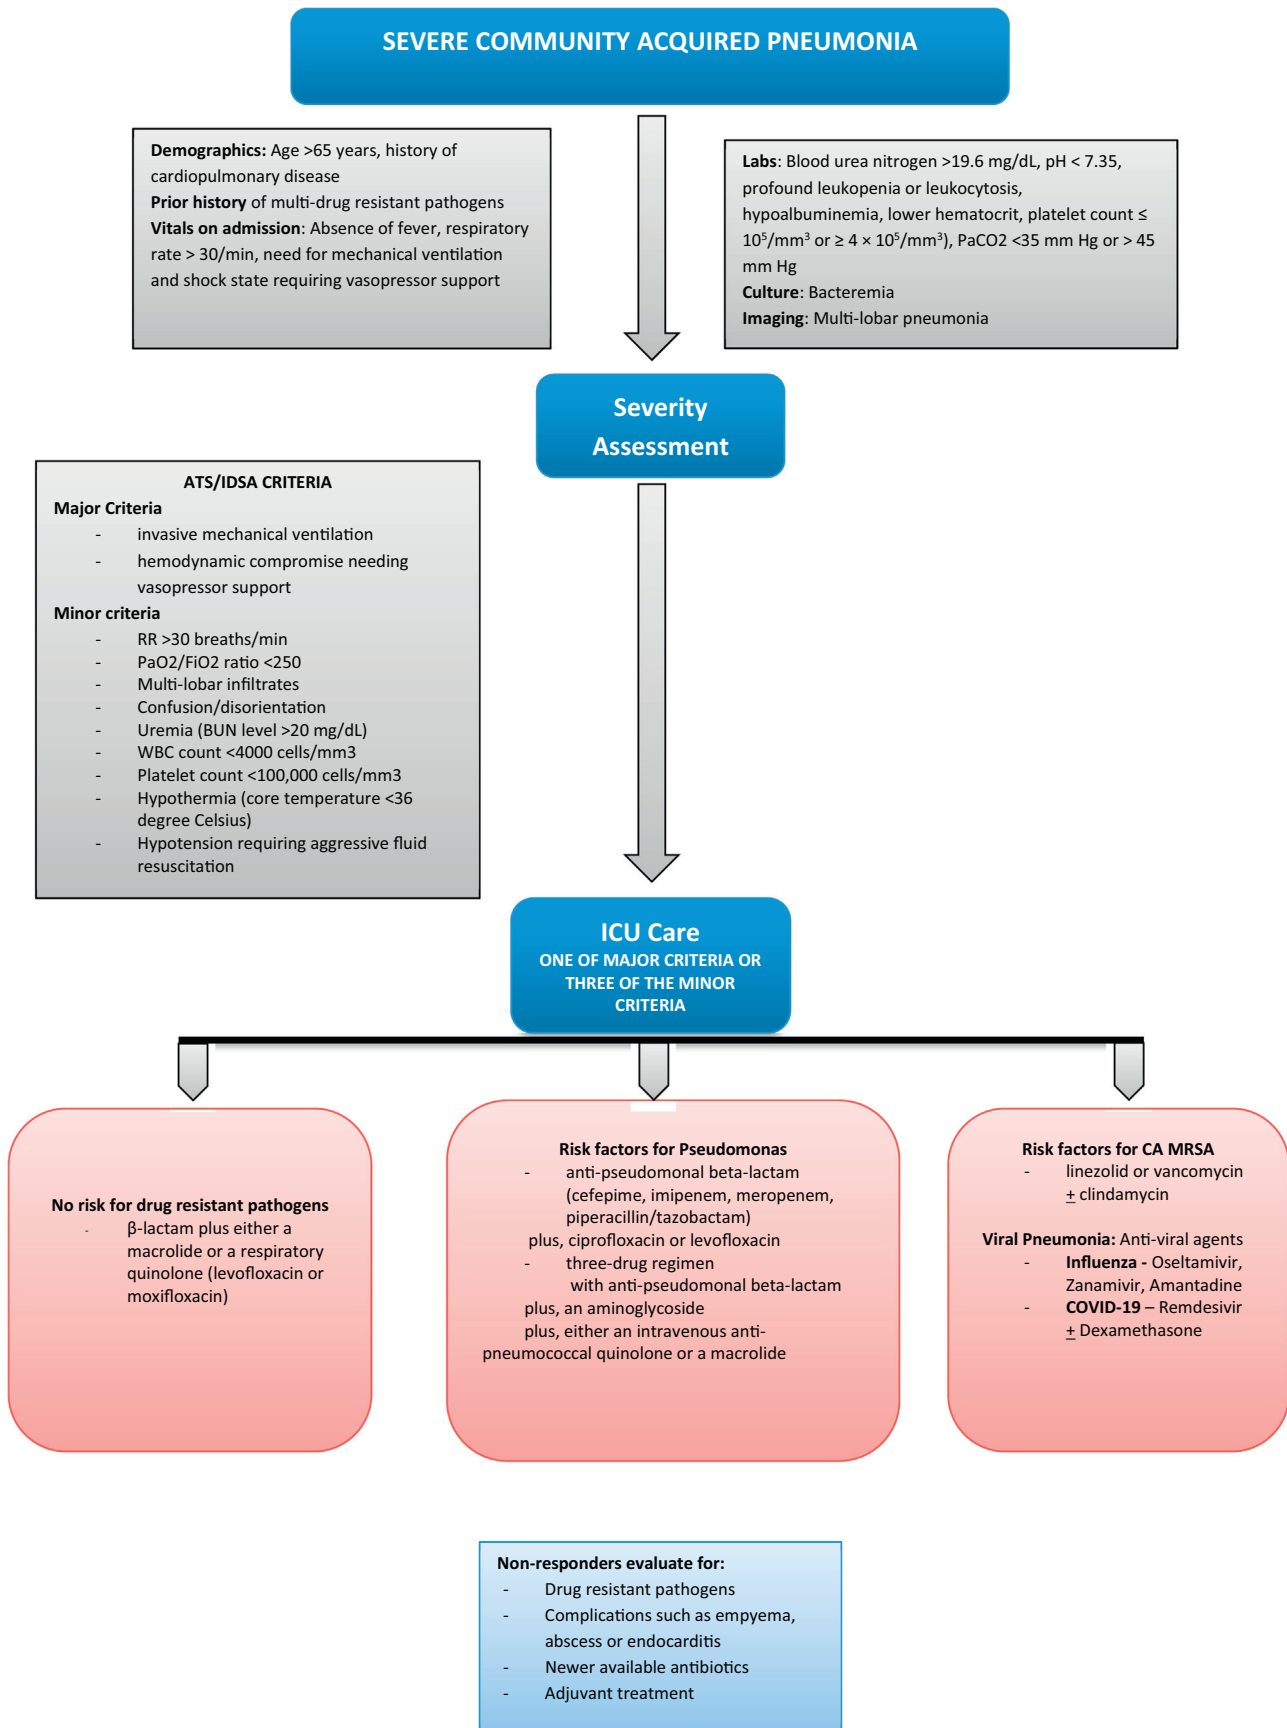 SEVERE COMMUNITY ACQUIRED PNEUMONIA
Demographics: Age >65 years, history of
cardiopulmonary disease
Prior history of multi-drug resistant pathogens
Vitals on admission: Absence of fever, respiratory
rate > 30/min, need for mechanical ventilation
and shock state requiring vasopressor support
Labs: Blood urea nitrogen >19.6 mg/dL, pH < 7.35,
profound leukopenia or leukocytosis,
hypoalbuminemia, lower hematocrit, platelet count ≤
10⁵/mm³ or ≥ 4 × 10⁵/mm³), PaCO2 <35 mm Hg or > 45
mm Hg
Culture: Bacteremia
Imaging: Multi-lobar pneumonia
Severity
Assessment
ATS/IDSA CRITERIA
Major Criteria
- invasive mechanical ventilation
- hemodynamic compromise needing
vasopressor support
Minor criteria
- RR >30 breaths/min
- PaO2/FiO2 ratio <250
- Multi-lobar infiltrates
- Confusion/disorientation
- Uremia (BUN level >20 mg/dL)
- WBC count <4000 cells/mm3
- Platelet count <100,000 cells/mm3
- Hypothermia (core temperature <36
degree Celsius)
- Hypotension requiring aggressive fluid
resuscitation
ICU Care
ONE OF MAJOR CRITERIA OR
THREE OF THE MINOR
CRITERIA
No risk for drug resistant pathogens
- β-lactam plus either a
macrolide or a respiratory
quinolone (levofloxacin or
moxifloxacin)
Risk factors for Pseudomonas
- anti-pseudomonal beta-lactam
(cefepime, imipenem, meropenem,
piperacillin/tazobactam)
plus, ciprofloxacin or levofloxacin
- three-drug regimen
with anti-pseudomonal beta-lactam
plus, an aminoglycoside
plus, either an intravenous anti-
pneumococcal quinolone or a macrolide
Risk factors for CA MRSA
- linezolid or vancomycin
± clindamycin
Viral Pneumonia: Anti-viral agents
- Influenza - Oseltamivir,
Zanamivir, Amantadine
- COVID-19 – Remdesivir
± Dexamethasone
Non-responders evaluate for:
- Drug resistant pathogens
- Complications such as empyema,
abscess or endocarditis
- Newer available antibiotics
- Adjuvant treatment